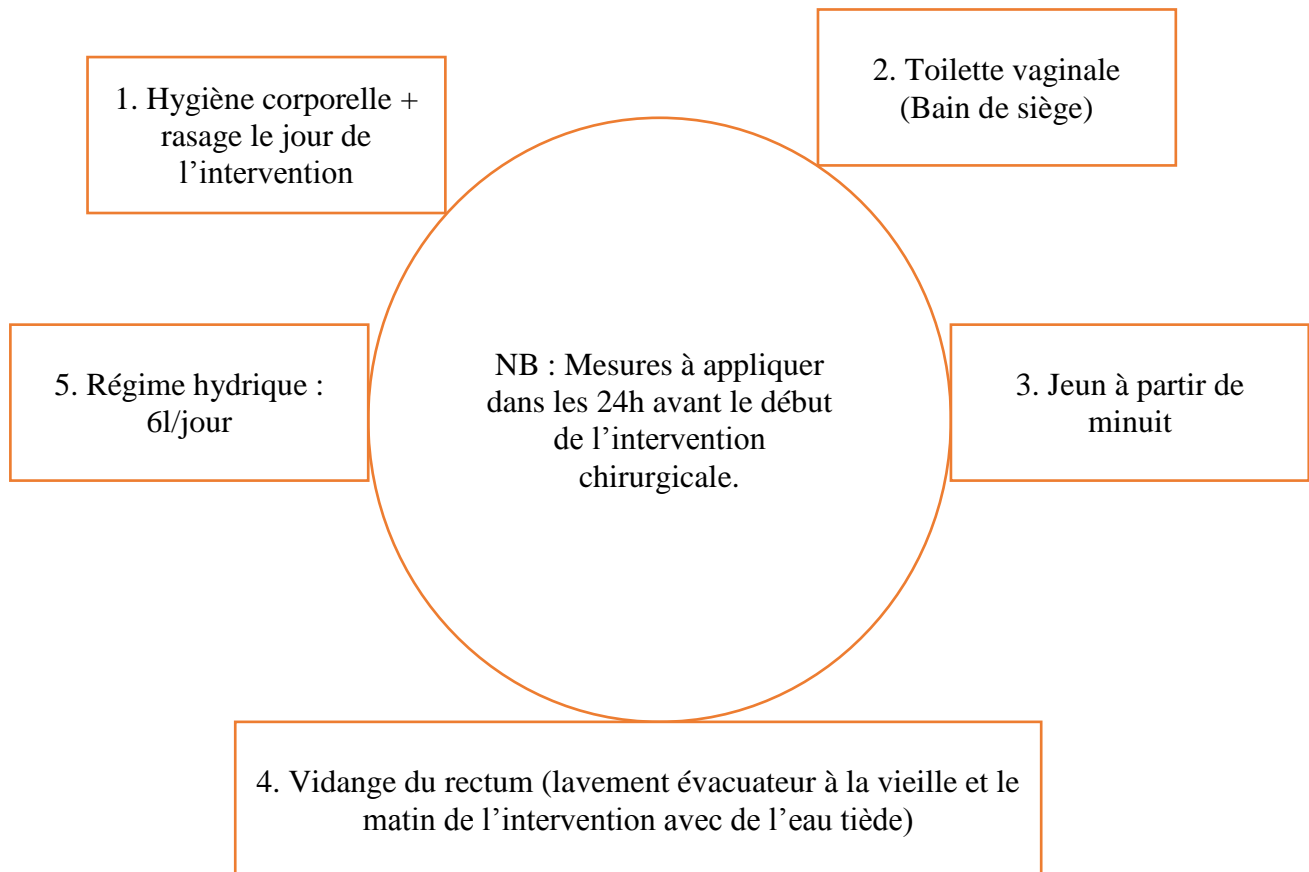 1. Hygiène corporelle +
rasage le jour de
l’intervention
2. Toilette vaginale
(Bain de siège)
3. Jeun à partir de
minuit
4. Vidange du rectum (lavement évacuateur à la vieille et le
matin de l’intervention avec de l’eau tiède)
5. Régime hydrique :
6l/jour
NB : Mesures à appliquer
dans les 24h avant le début
de l’intervention
chirurgicale.